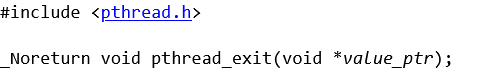 #include <pthread.h>
_Noreturn void pthread_exit(void *value_ptr);